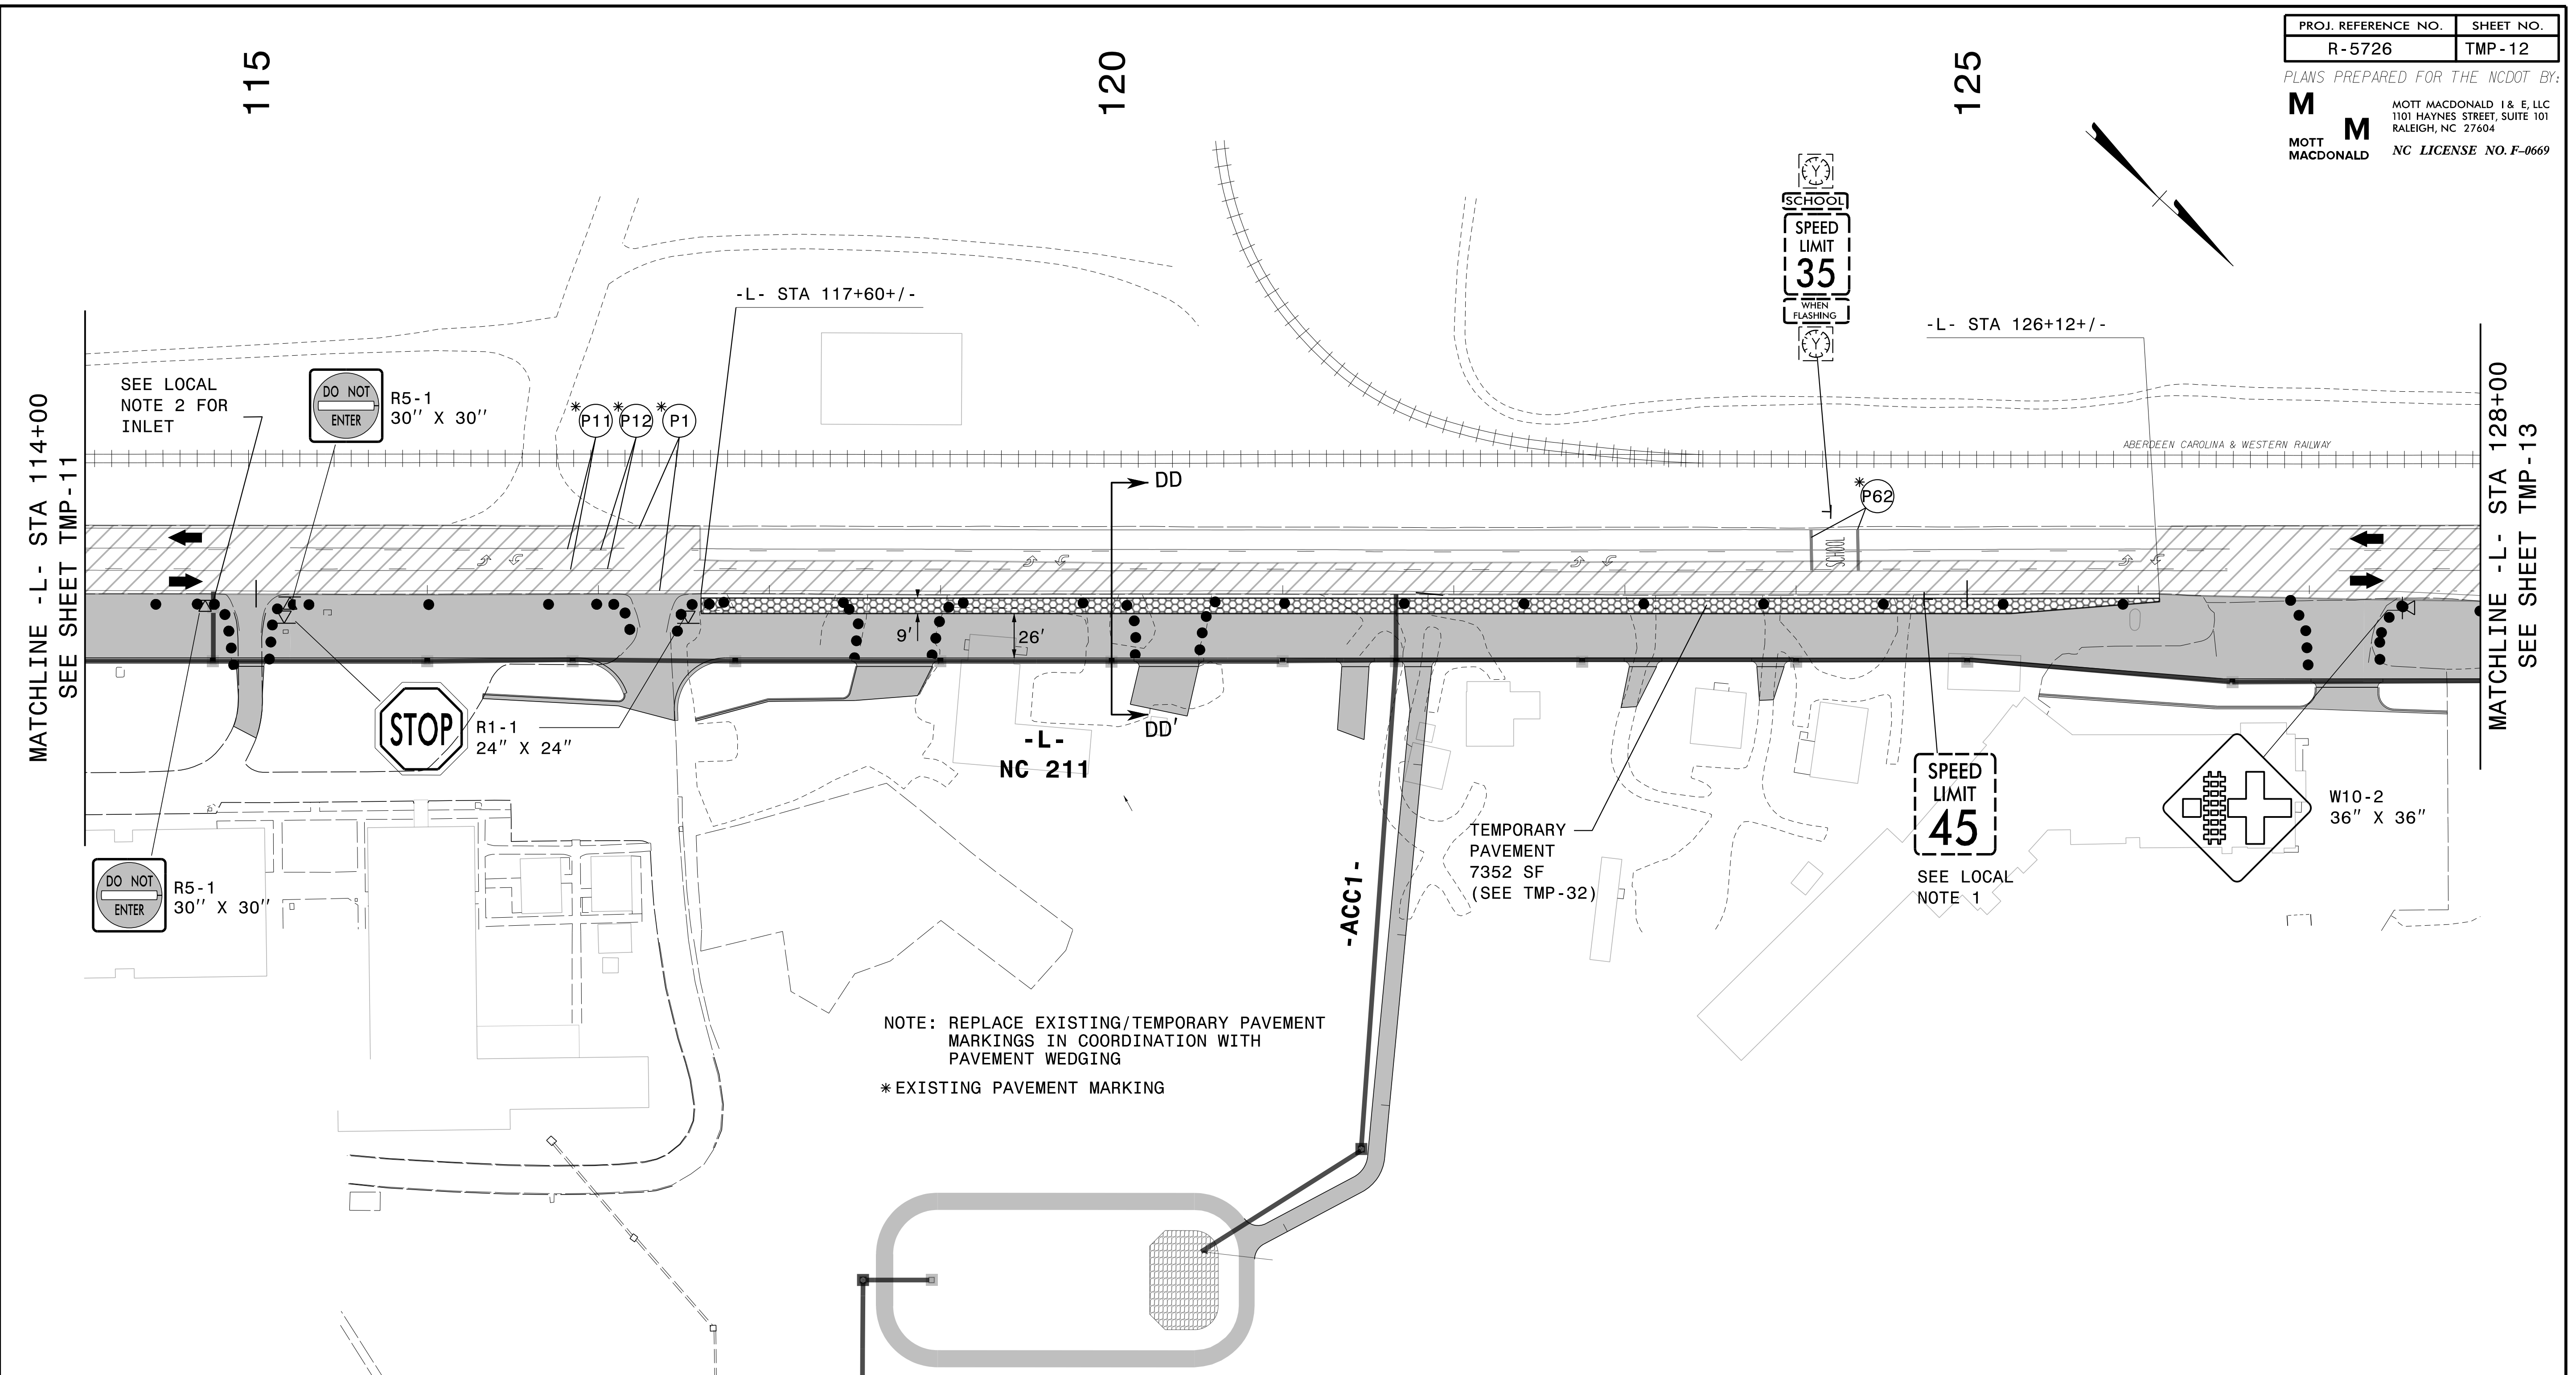 PROJ. REFERENCE NO.
SHEET NO.
R-5726
TMP-12
PLANS PREPARED FOR THE NCDOT BY:
M
M
MOTT
MACDONALD
MOTT MACDONALD I & E, LLC
1101 HAYNES STREET, SUITE 101
RALEIGH, NC 27604
NC LICENSE NO. F-0669
115
120
125
SCHOOL
SPEED
LIMIT
35
WHEN
FLASHING
Y
Y
-L- STA 117+60+/-
-L- STA 126+12+/-
SEE LOCAL
NOTE 2 FOR
INLET
DO NOT
ENTER
R5-1
30" X 30"
*P11
*P12
*P1
ABERDEEN CAROLINA & WESTERN RAILWAY
MATCHLINE -L- STA 114+00
SEE SHEET TMP-11
MATCHLINE -L- STA 128+00
SEE SHEET TMP-13
DD
*P62
SCHOOL
9'
26'
DD'
STOP
R1-1
24" X 24"
-L-
NC 211
DO NOT
ENTER
R5-1
30" X 30"
-ACC1-
TEMPORARY
PAVEMENT
7352 SF
(SEE TMP-32)
SPEED
LIMIT
45
SEE LOCAL
NOTE 1
W10-2
36" X 36"
NOTE: REPLACE EXISTING/TEMPORARY PAVEMENT
MARKINGS IN COORDINATION WITH
PAVEMENT WEDGING
*EXISTING PAVEMENT MARKING